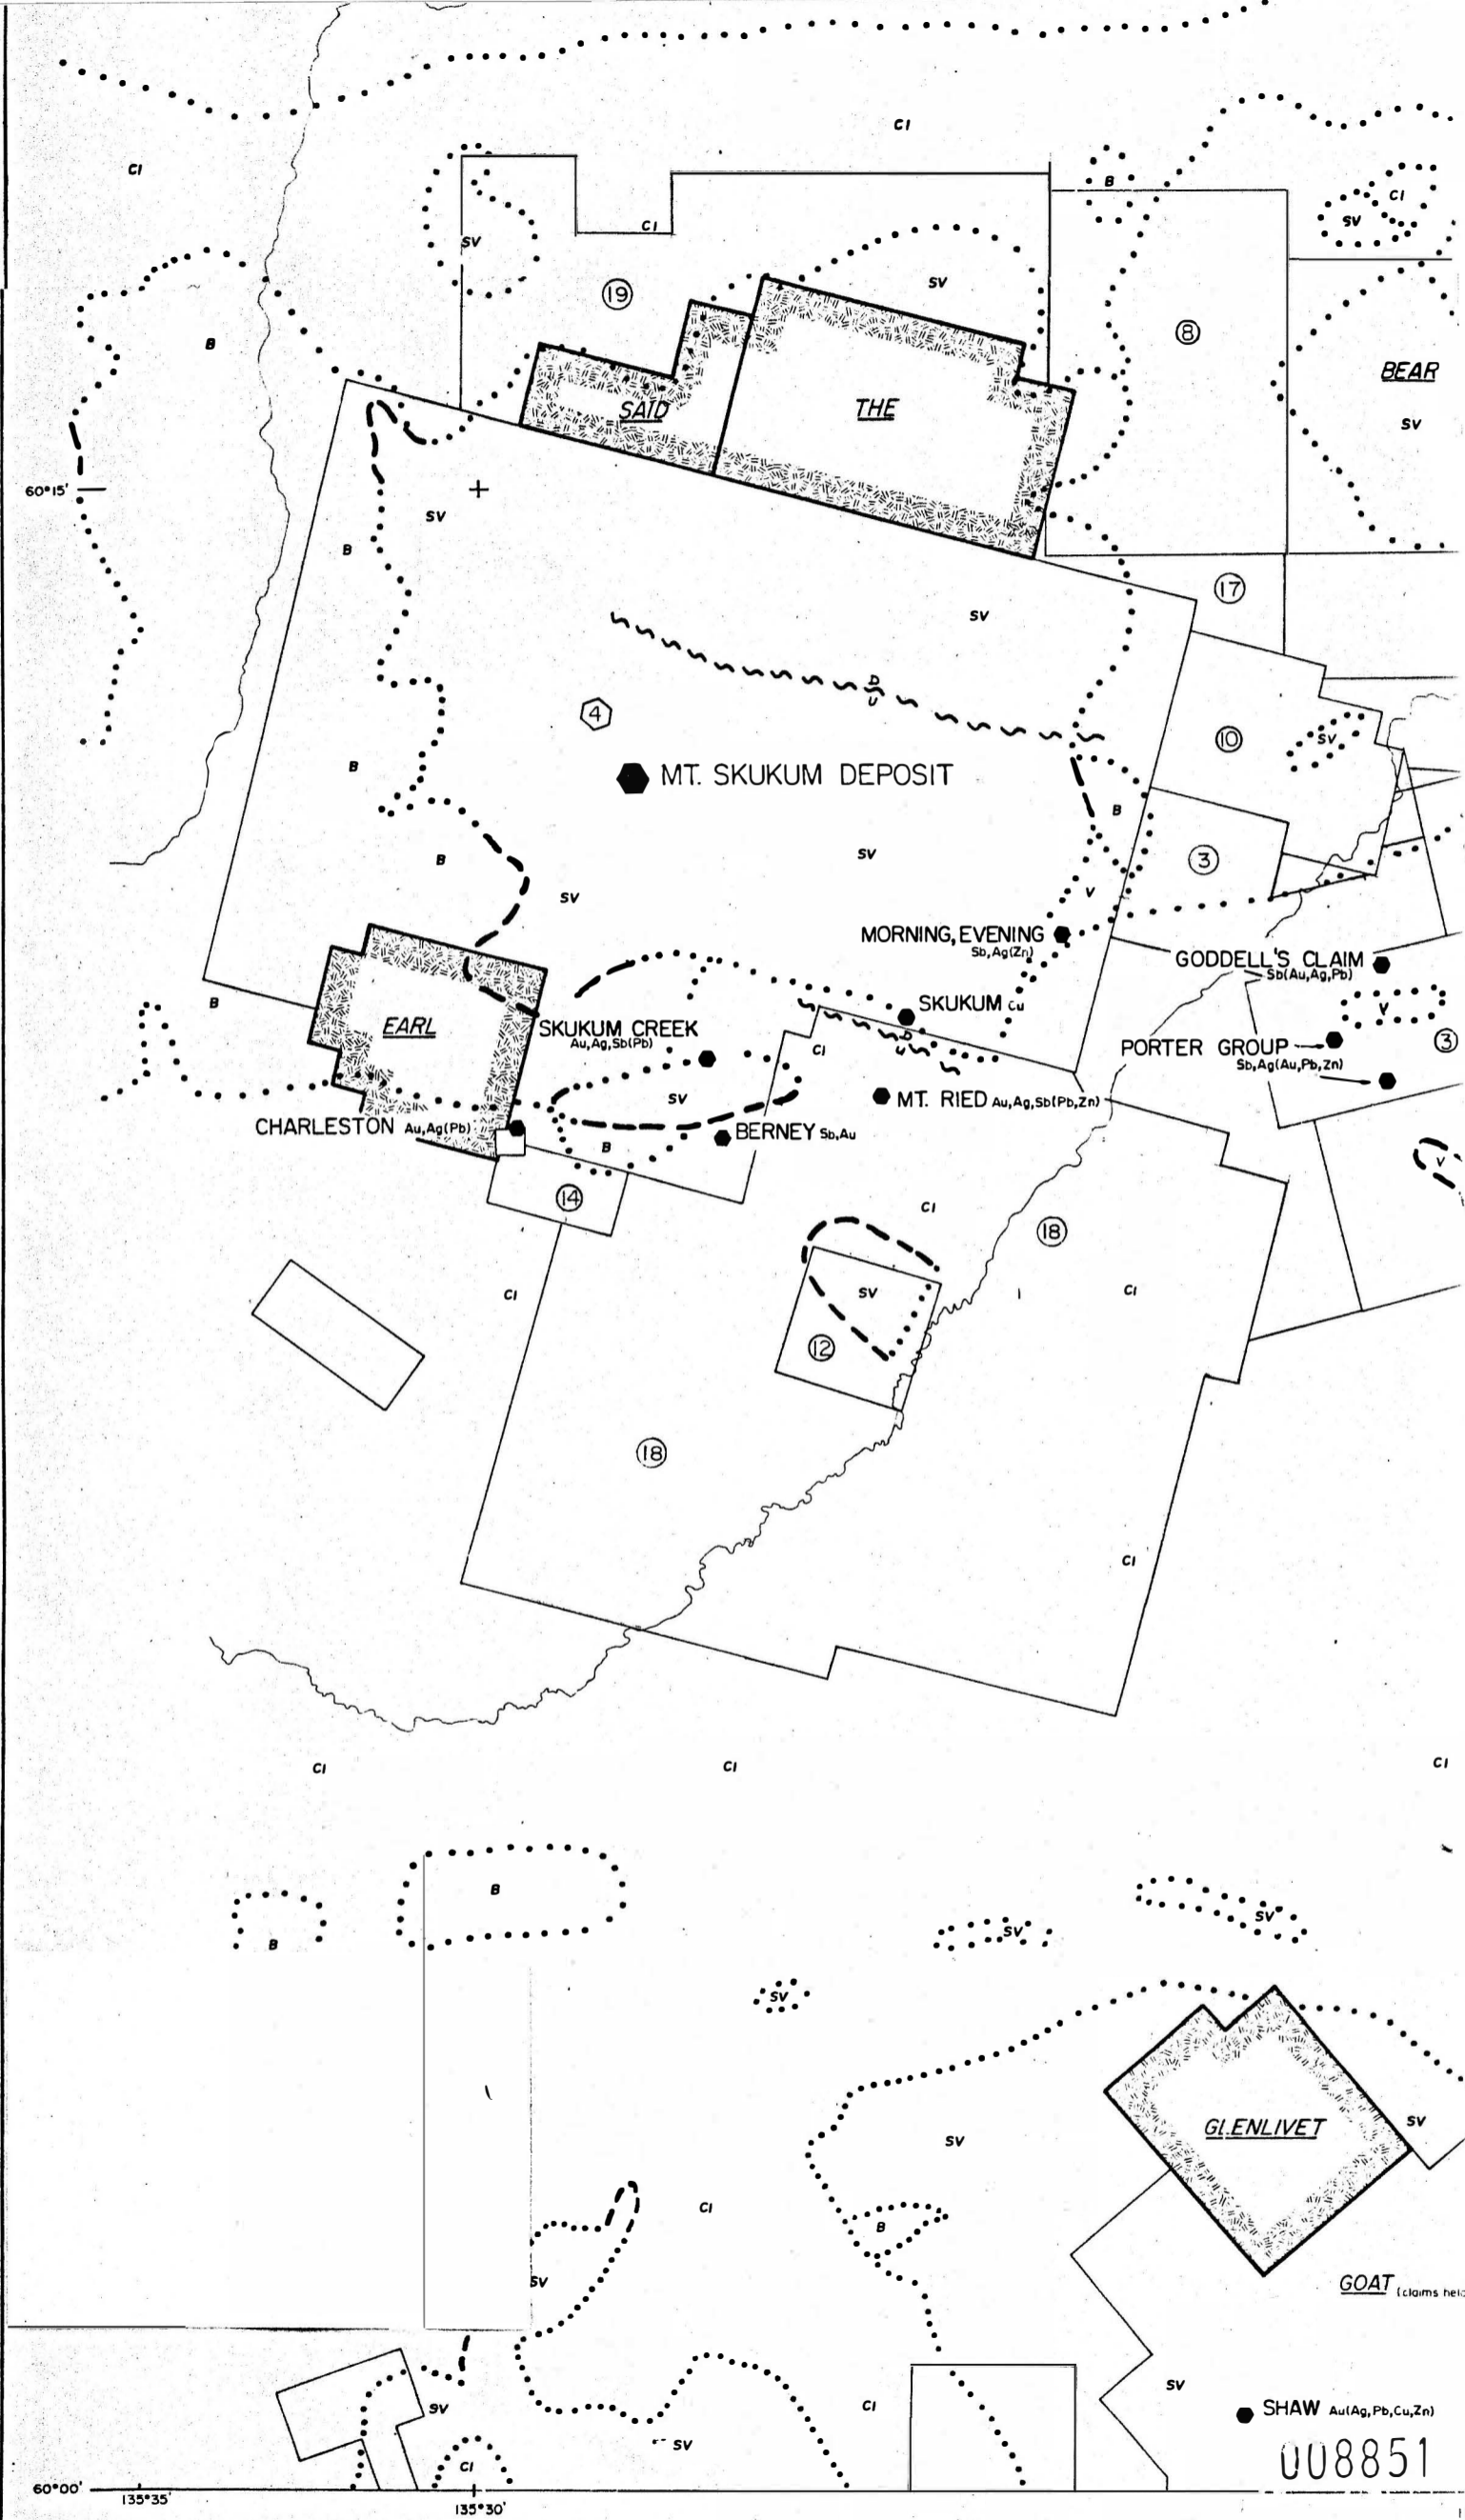 CI
CI
B
CI
CI
SV
SV
CI
SV
19
8
B
BEAR
SAID
THE
SV
60°15'
SV
B
17
SV
D
U
4
10
SV
MT. SKUKUM DEPOSIT
B
B
SV
B
3
SV
V
MORNING, EVENING
Sb,Ag(Zn)
GODDELL'S CLAIM
Sb(Au,Ag,Pb)
B
SKUKUM Cu
V
EARL
SKUKUM CREEK
Au,Ag,Sb(Pb)
D
U
CI
PORTER GROUP
3
Sb,Ag(Au,Pb,Zn)
SV
MT. RIED Au,Ag,Sb(Pb,Zn)
CHARLESTON Au,Ag(Pb)
BERNEY Sb,Au
B
V
14
CI
18
CI
SV
CI
12
18
CI
CI
CI
CI
B
SV
B
SV
SV
GLENLIVET
SV
SV
CI
B
SV
GOAT (claims held
SV
CI
SV
SHAW Au(Ag,Pb,Cu,Zn)
SV
008851
CI
60°00'
135°35'
135°30'